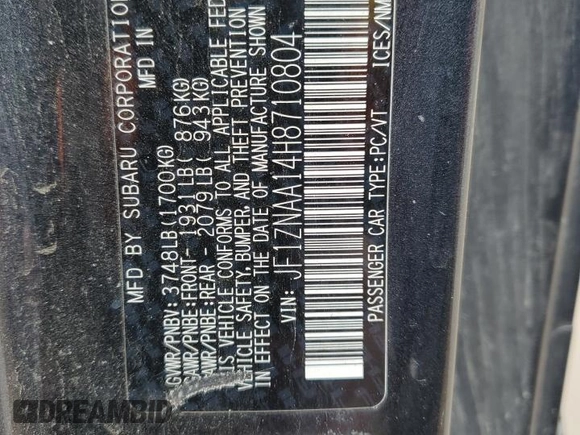 MFD BY SUBARU CORPORATION
MFD IN
GVWR/PNBV: 3748LB(1700KG)
GAWR/PNBE:FRONT- 1931LB( 876KG)
GAWR/PNBE:REAR - 2079LB( 943KG)
IS VEHICLE CONFORMS TO ALL APPLICABLE FED
VEHICLE SAFETY, BUMPER, AND THEFT PREVENTION
IN EFFECT ON THE DATE OF MANUFACTURE SHOWN
VIN: JF1ZNAA14H8710804
PASSENGER CAR TYPE:PC/VT
ICES/NM
DREAMBID